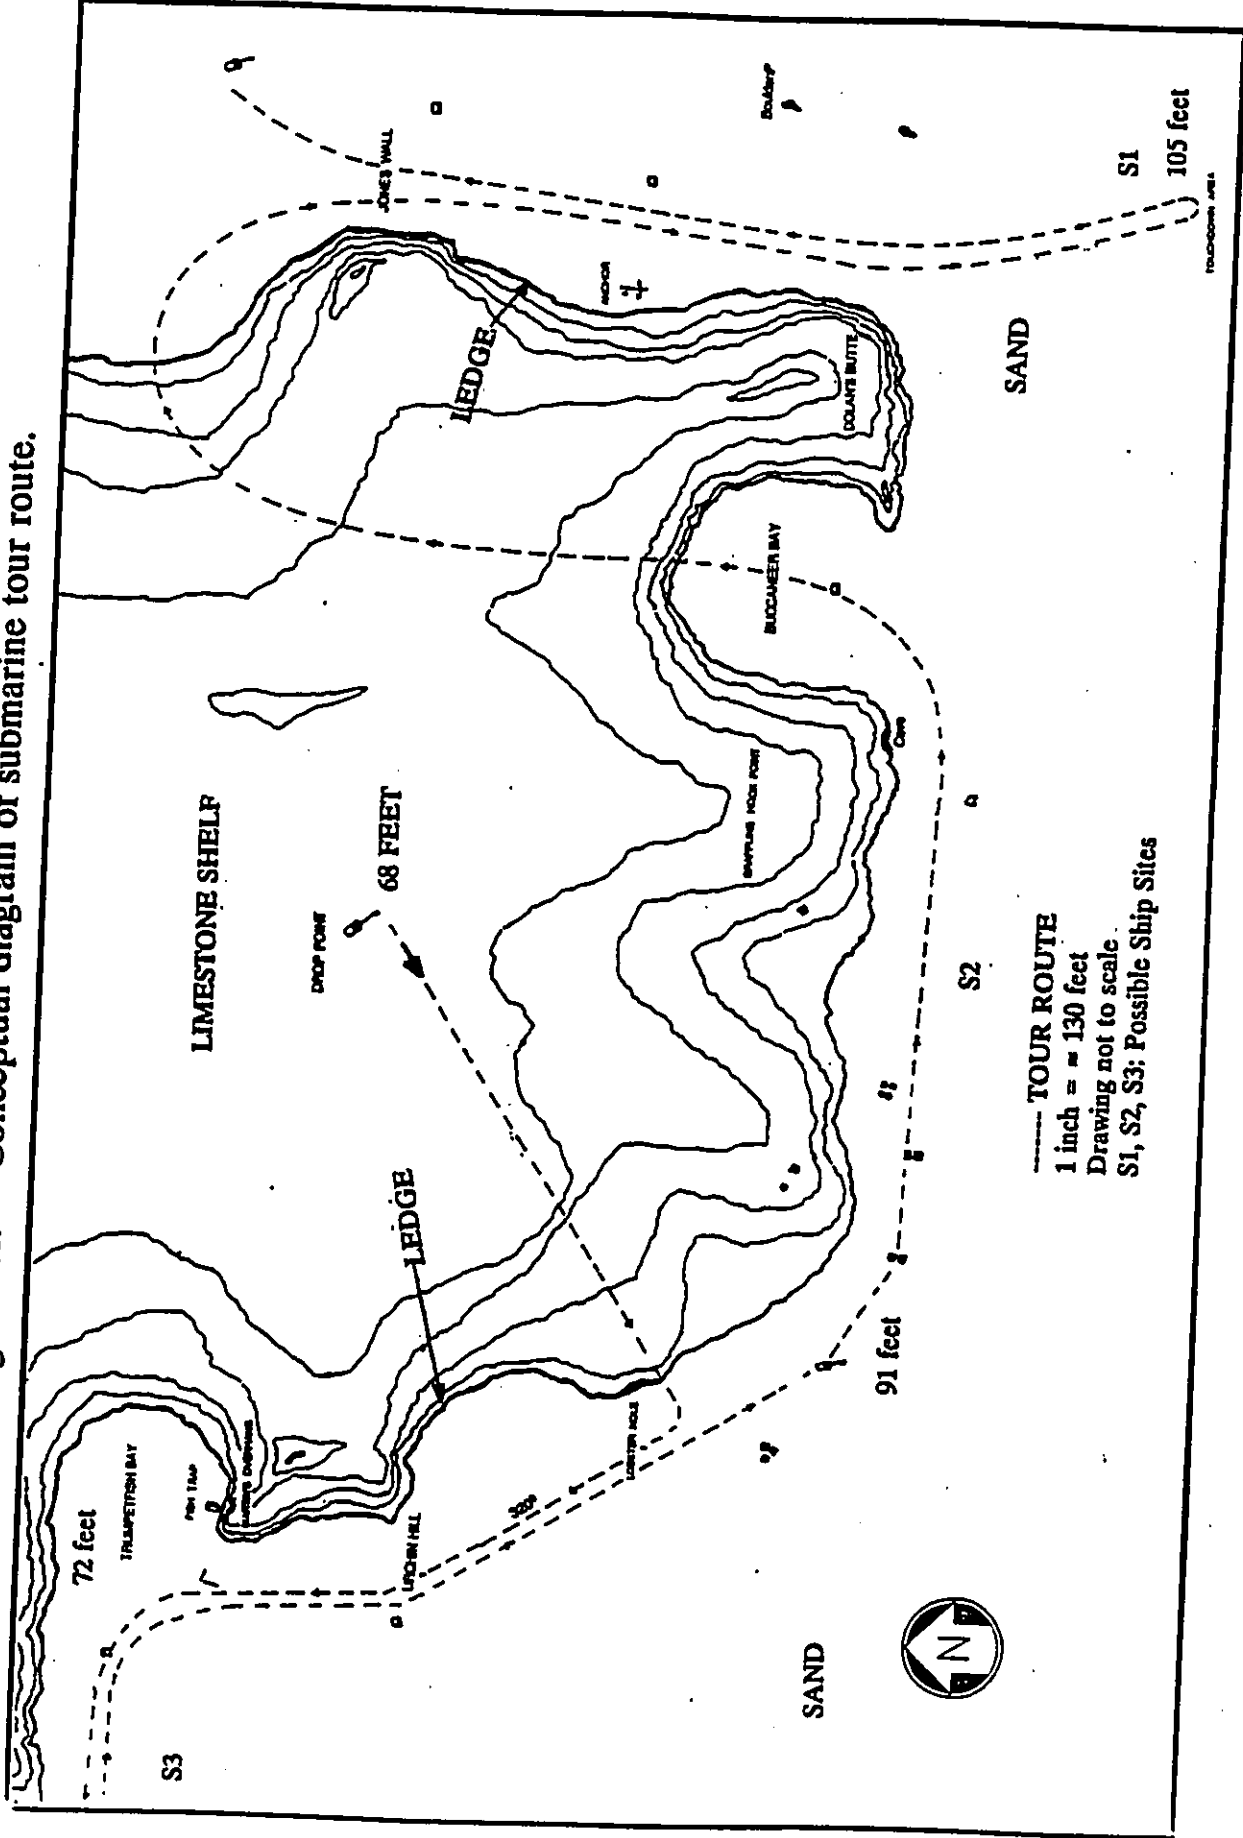 Conceptual diagram of submarine tour route.
72 feet
TRUMPETFISH BAY
FISH TRAP
S3
URCHIN HILL
LOBSTER HOLE
LEDGE
LIMESTONE SHELF
DROP POINT
68 FEET
91 feet
SAND
N
GRAPPLING HOOK POINT
Cave
S2
BUCCANEER BAY
DOLAN'S BUTTE
LEDGE
ANCHOR
JONES WALL
SAND
S1
105 feet
TOUCHDOWN AREA
------ TOUR ROUTE
1 inch = ≈ 130 feet
Drawing not to scale
S1, S2, S3: Possible Ship Sites